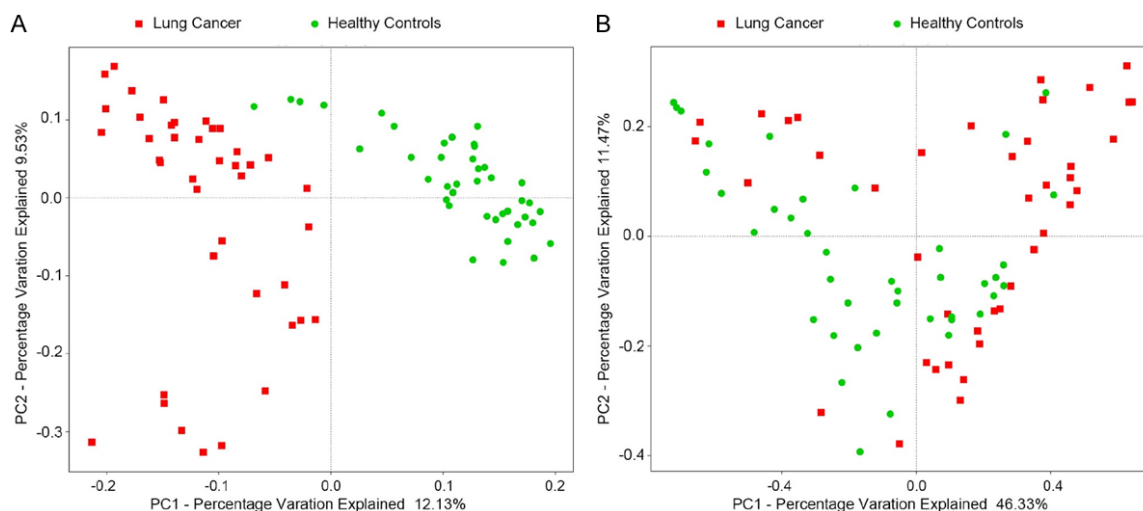 A
Lung Cancer
Healthy Controls
PC2 - Percentage Varation Explained 9.53%
0.1
0.0
-0.1
-0.2
-0.3
-0.2
-0.1
0.0
0.1
0.2
PC1 - Percentage Varation Explained 12.13%
B
Lung Cancer
Healthy Controls
PC2 - Percentage Varation Explained 11.47%
0.2
0.0
-0.2
-0.4
-0.4
0.0
0.4
PC1 - Percentage Varation Explained 46.33%